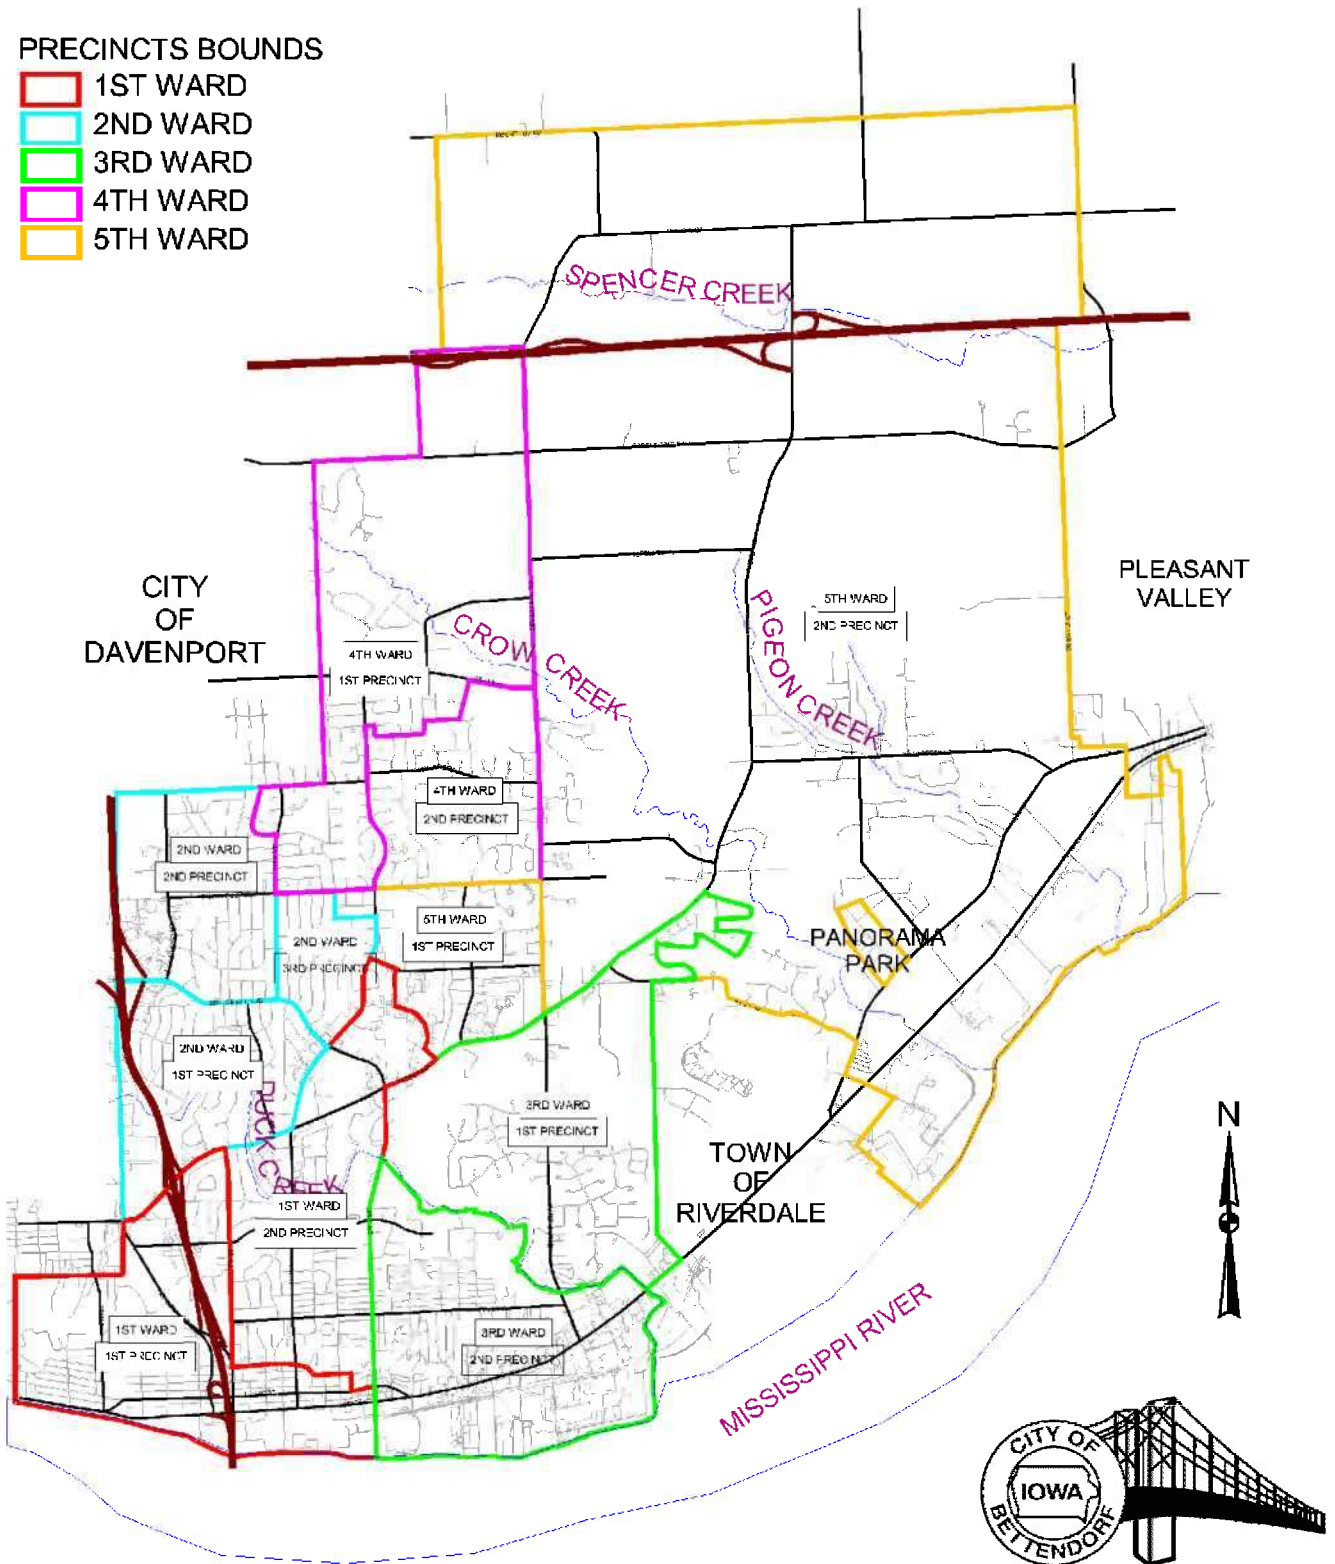 PRECINCTS BOUNDS
1ST WARD
2ND WARD
3RD WARD
4TH WARD
5TH WARD
SPENCER CREEK
CITY
OF
DAVENPORT
PLEASANT
VALLEY
5TH WARD
2ND PRECINCT
PIGEON CREEK
CROW CREEK
4TH WARD
1ST PRECINCT
4TH WARD
2ND PRECINCT
2ND WARD
2ND PRECINCT
5TH WARD
1ST PRECINCT
2ND WARD
3RD PRECINCT
PANORAMA
PARK
2ND WARD
1ST PRECINCT
DUCK CREEK
3RD WARD
1ST PRECINCT
TOWN
OF
RIVERDALE
1ST WARD
2ND PRECINCT
1ST WARD
1ST PRECINCT
3RD WARD
2ND PRECINCT
MISSISSIPPI RIVER
N
CITY OF
IOWA
BETTENDORF